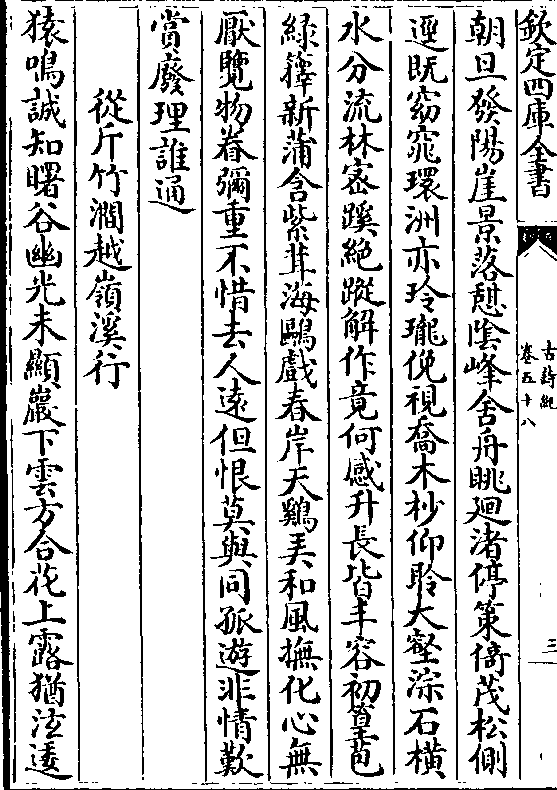 欽定四庫全書
古詩紀
卷五十八
三
朝旦發陽崖景落憩陰峰舍舟眺廻渚停策倚茂松側
逕既窈窕環洲亦玲瓏俛視喬木杪仰聆大壑淙石橫
水分流林密蹊絶蹤解作竟何感升長皆丰容初篁苞
緑籜新蒲含紫茸海鷗戲春岸天鷄弄和風撫化心無
厭覽物眷彌重不惜去人遠但恨莫與同孤遊非情歎
賞廢理誰通
從斤竹澗越嶺溪行
猿鳴誠知曙谷幽光未顯巖下雲方合花上露猶泫逶